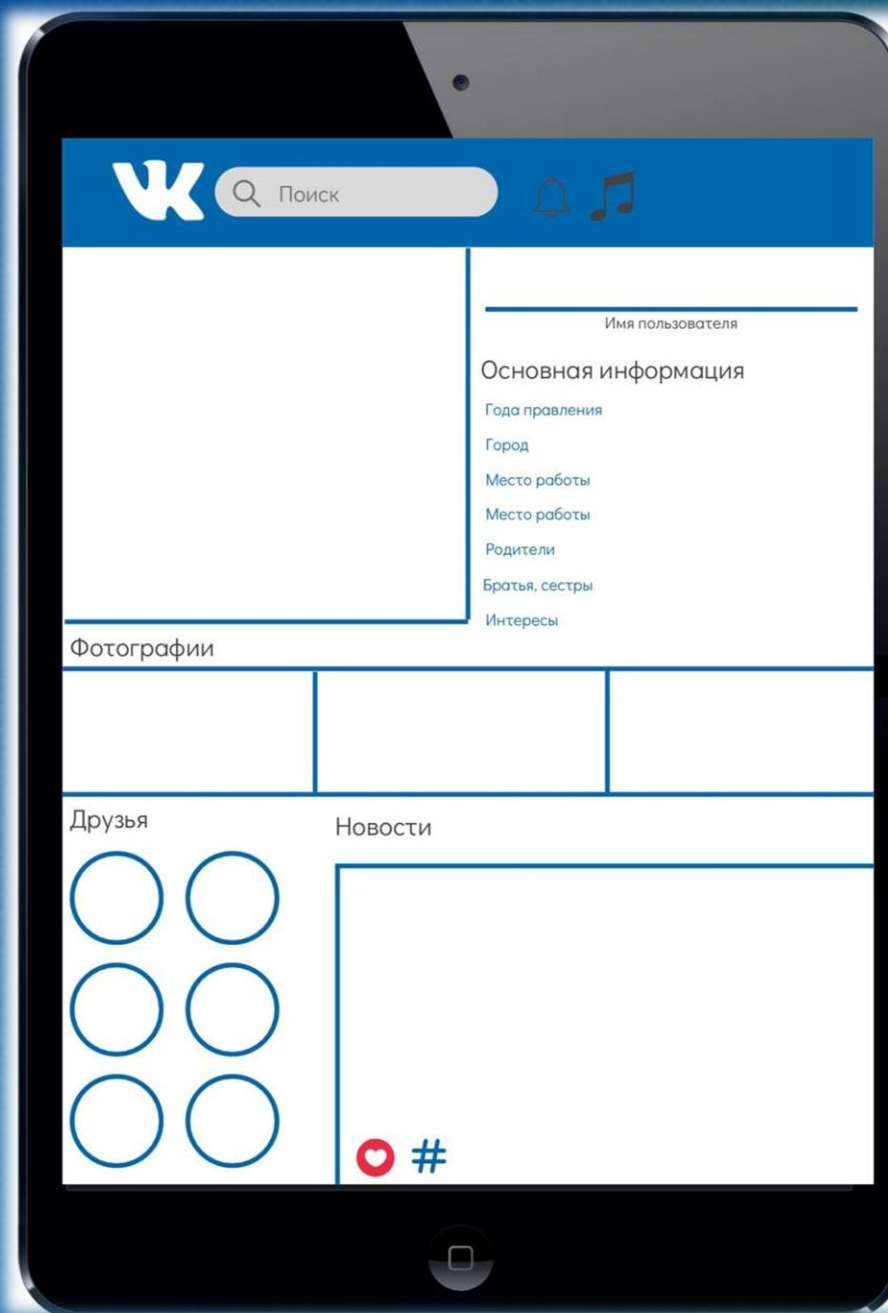 VK
Поиск
Имя пользователя
Основная информация
Года правления
Город
Место работы
Место работы
Родители
Братья, сестры
Интересы
Фотографии
Друзья
Новости
#